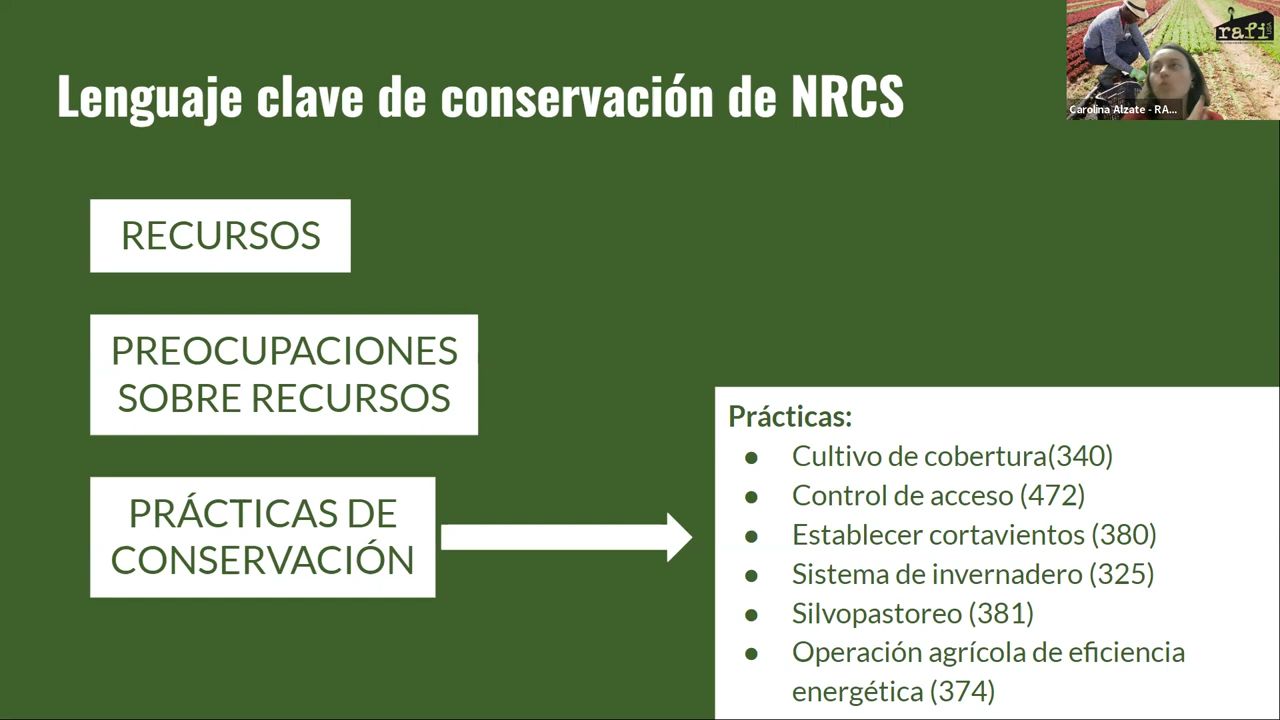 Lenguaje clave de conservación de NRCS
rafi
USA
Carolina Alzate - RA...
RECURSOS
PREOCUPACIONES
SOBRE RECURSOS
PRÁCTICAS DE
CONSERVACIÓN
Prácticas:
● Cultivo de cobertura(340)
● Control de acceso (472)
● Establecer cortavientos (380)
● Sistema de invernadero (325)
● Silvopastoreo (381)
● Operación agrícola de eficiencia
energética (374)